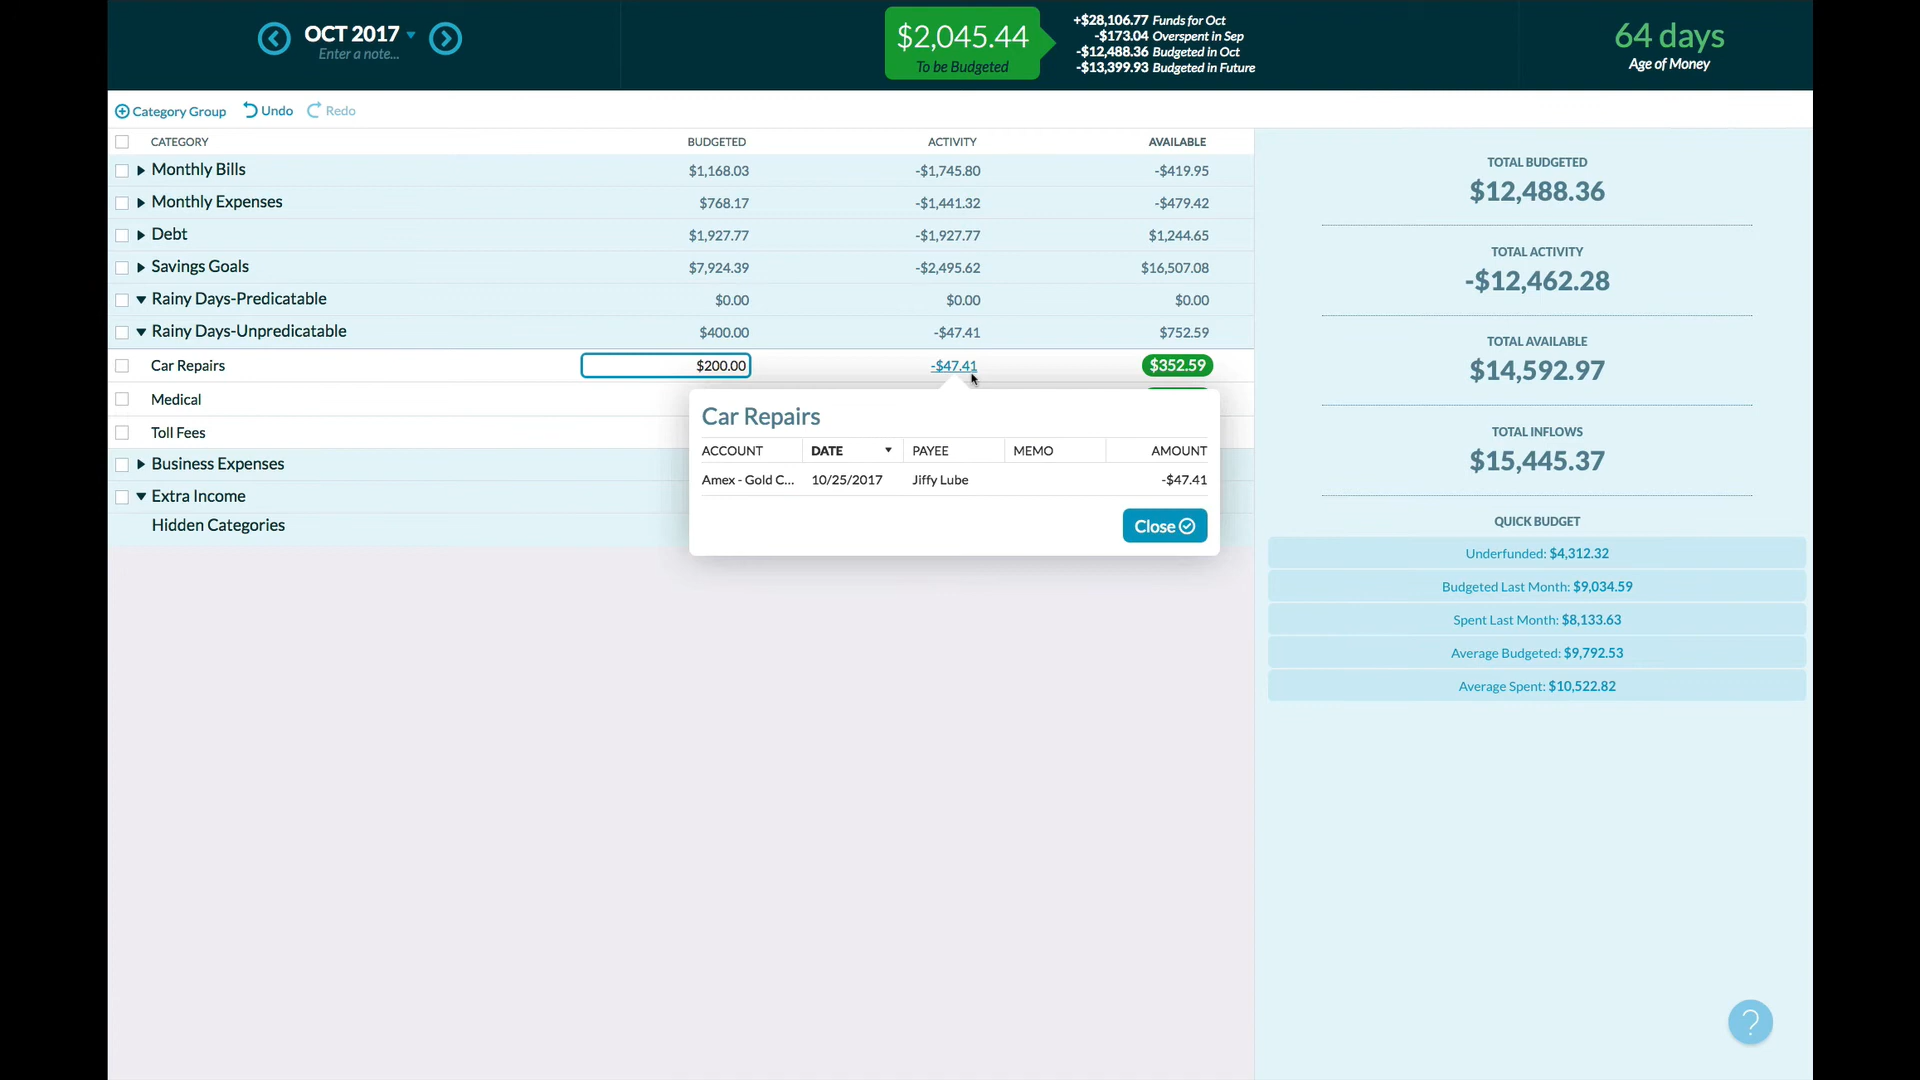 OCT 2017
Enter a note...
$2,045.44
To be Budgeted
+$28,106.77 Funds for Oct
-$173.04 Overspent in Sep
-$12,488.36 Budgeted in Oct
-$13,399.93 Budgeted in Future
64 days
Age of Money
Category Group Undo Redo
CATEGORY BUDGETED ACTIVITY AVAILABLE
Monthly Bills $1,168.03 -$1,745.80 -$419.95
Monthly Expenses $768.17 -$1,441.32 -$479.42
Debt $1,927.77 -$1,927.77 $1,244.65
Savings Goals $7,924.39 -$2,495.62 $16,507.08
Rainy Days-Predicatable $0.00 $0.00 $0.00
Rainy Days-Unpredicatable $400.00 -$47.41 $752.59
Car Repairs $200.00 -$47.41 $352.59
Medical
Toll Fees
Business Expenses
Extra Income
Hidden Categories
Car Repairs
ACCOUNT DATE PAYEE MEMO AMOUNT
Amex - Gold C... 10/25/2017 Jiffy Lube -$47.41
Close
TOTAL BUDGETED
$12,488.36
TOTAL ACTIVITY
-$12,462.28
TOTAL AVAILABLE
$14,592.97
TOTAL INFLOWS
$15,445.37
QUICK BUDGET
Underfunded: $4,312.32
Budgeted Last Month: $9,034.59
Spent Last Month: $8,133.63
Average Budgeted: $9,792.53
Average Spent: $10,522.82
?